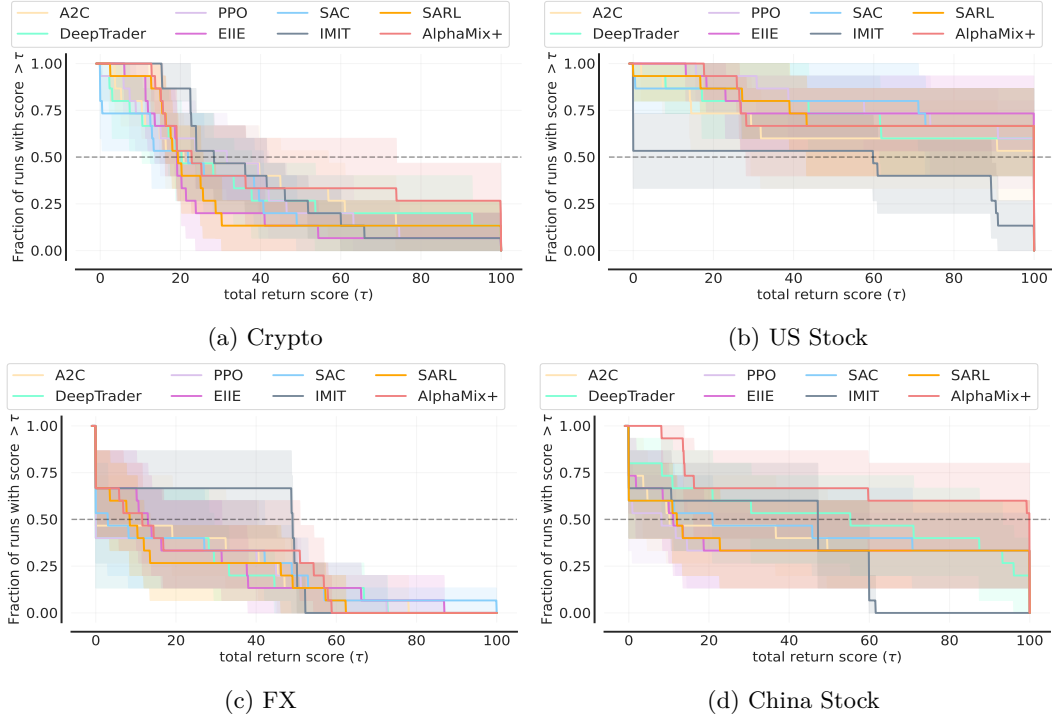 A2C PPO SAC SARL
DeepTrader EIIE IMIT AlphaMix+
Fraction of runs with score > τ
1.00
0.75
0.50
0.25
0.00
0 20 40 60 80 100
total return score (τ)
(a) Crypto
A2C PPO SAC SARL
DeepTrader EIIE IMIT AlphaMix+
Fraction of runs with score > τ
1.00
0.75
0.50
0.25
0.00
0 20 40 60 80 100
total return score (τ)
(b) US Stock
A2C PPO SAC SARL
DeepTrader EIIE IMIT AlphaMix+
Fraction of runs with score > τ
1.00
0.75
0.50
0.25
0.00
0 20 40 60 80 100
total return score (τ)
(c) FX
A2C PPO SAC SARL
DeepTrader EIIE IMIT AlphaMix+
Fraction of runs with score > τ
1.00
0.75
0.50
0.25
0.00
0 20 40 60 80 100
total return score (τ)
(d) China Stock